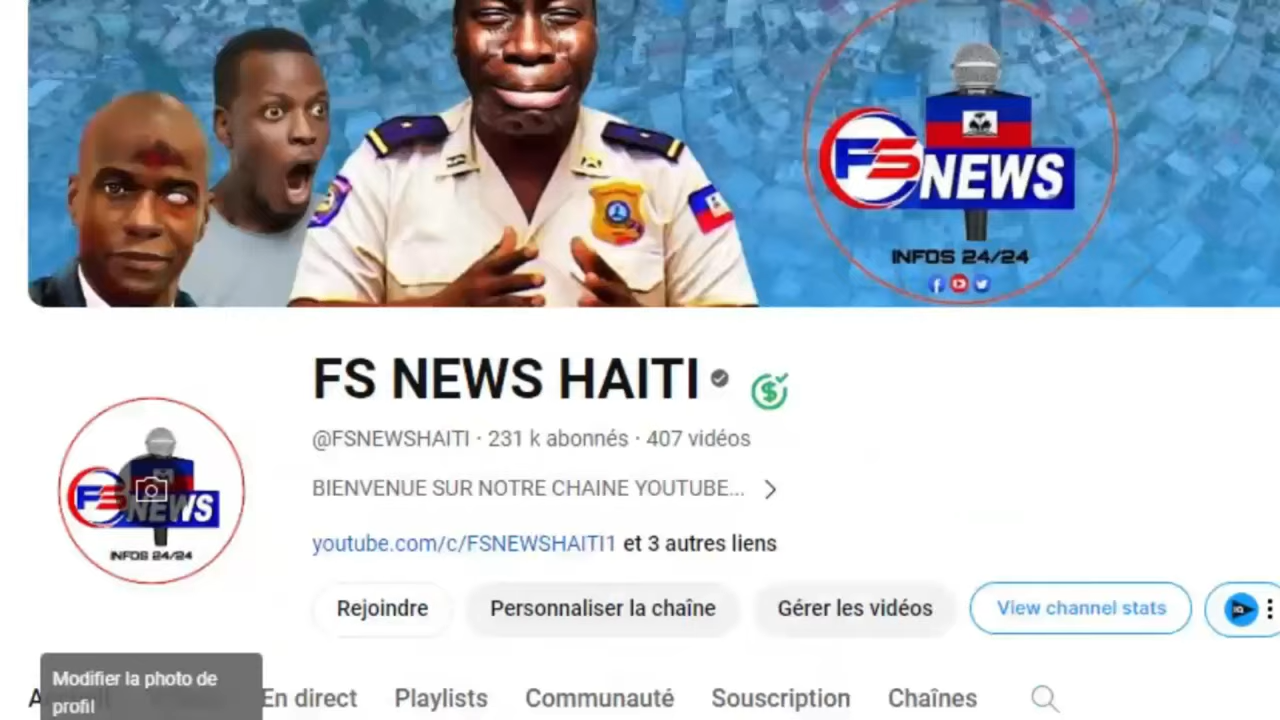 FS NEWS
INFOS 24/24
FS NEWS HAITI
@FSNEWSHAITI · 231 k abonnés · 407 vidéos
BIENVENUE SUR NOTRE CHAINE YOUTUBE...
youtube.com/c/FSNEWSHAITI1 et 3 autres liens
FS NEWS
INFOS 24/24
Rejoindre Personnaliser la chaîne Gérer les vidéos View channel stats
Modifier la photo de
profil
En direct Playlists Communauté Souscription Chaînes